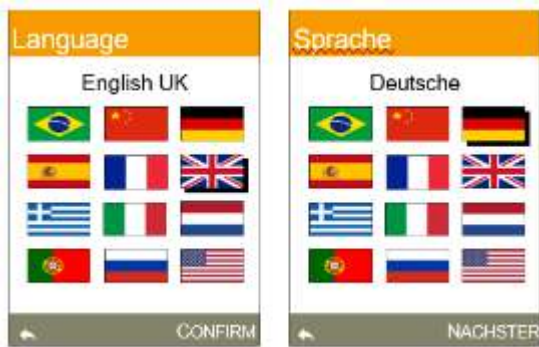 Language
English UK
CONFIRM
Sprache
Deutsche
NACHSTER